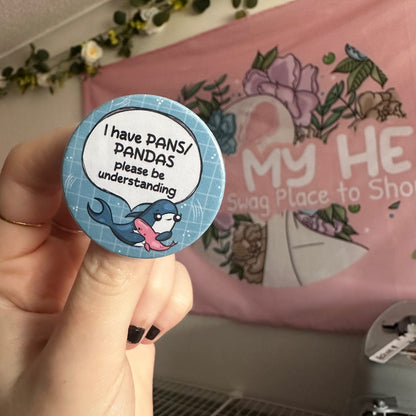 I have PANS/
PANDAS
please be
understanding
MY HE
Swag Place to Sho